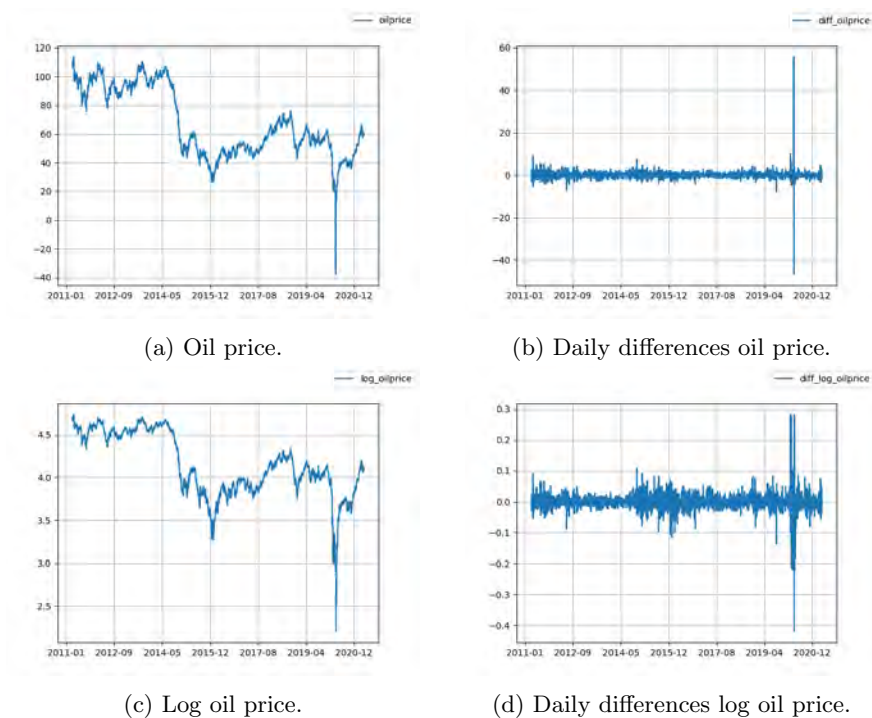 oilprice
120
100
80
60
40
20
0
−20
−40
2011-01 2012-09 2014-05 2015-12 2017-08 2019-04 2020-12
(a) Oil price.
diff_oilprice
60
40
20
0
−20
−40
2011-01 2012-09 2014-05 2015-12 2017-08 2019-04 2020-12
(b) Daily differences oil price.
log_oilprice
4.5
4.0
3.5
3.0
2.5
2011-01 2012-09 2014-05 2015-12 2017-08 2019-04 2020-12
(c) Log oil price.
diff_log_oilprice
0.3
0.2
0.1
0.0
−0.1
−0.2
−0.3
−0.4
2011-01 2012-09 2014-05 2015-12 2017-08 2019-04 2020-12
(d) Daily differences log oil price.